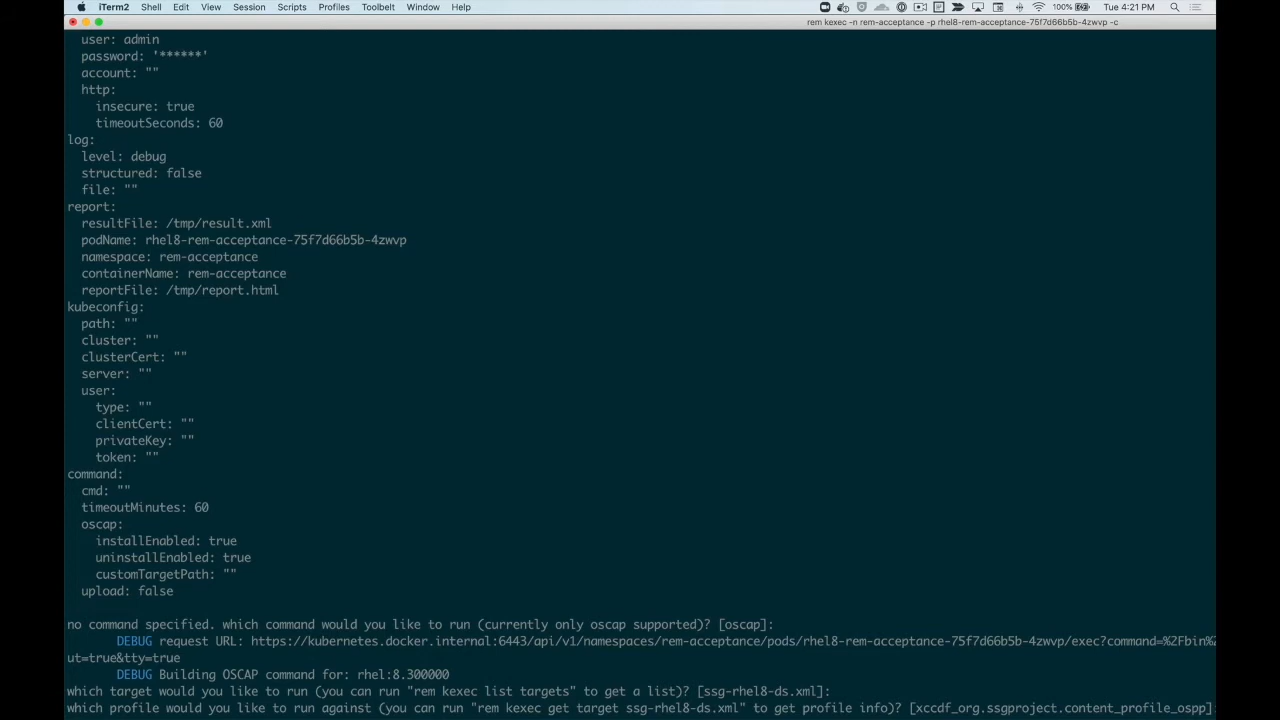 iTerm2 Shell Edit View Session Scripts Profiles Toolbelt Window Help 100% Tue 4:21 PM
rem kexec -n rem-acceptance -p rhel8-rem-acceptance-75f7d66b5b-4zwvp -c
user: admin
password: '******'
account: ""
http:
insecure: true
timeoutSeconds: 60
log:
level: debug
structured: false
file: ""
report:
resultFile: /tmp/result.xml
podName: rhel8-rem-acceptance-75f7d66b5b-4zwvp
namespace: rem-acceptance
containerName: rem-acceptance
reportFile: /tmp/report.html
kubeconfig:
path: ""
cluster: ""
clusterCert: ""
server: ""
user:
type: ""
clientCert: ""
privateKey: ""
token: ""
command:
cmd: ""
timeoutMinutes: 60
oscap:
installEnabled: true
uninstallEnabled: true
customTargetPath: ""
upload: false
no command specified. which command would you like to run (currently only oscap supported)? [oscap]:
DEBUG request URL: https://kubernetes.docker.internal:6443/api/v1/namespaces/rem-acceptance/pods/rhel8-rem-acceptance-75f7d66b5b-4zwvp/exec?command=%2Fbin%2
ut=true&tty=true
DEBUG Building OSCAP command for: rhel:8.300000
which target would you like to run (you can run "rem kexec list targets" to get a list)? [ssg-rhel8-ds.xml]:
which profile would you like to run against (you can run "rem kexec get target ssg-rhel8-ds.xml" to get profile info)? [xccdf_org.ssgproject.content_profile_ospp]: